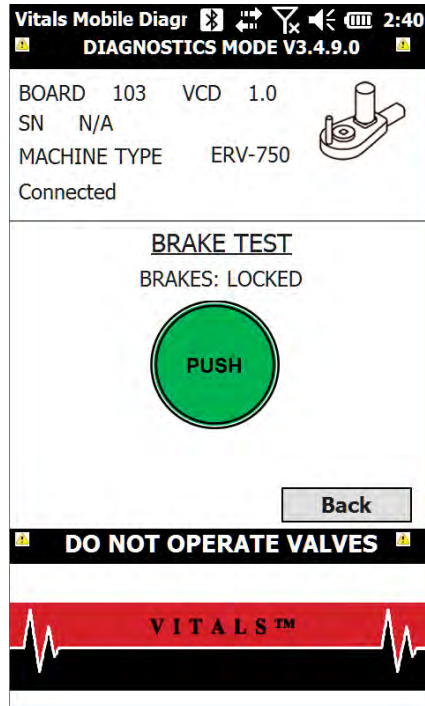 Vitals Mobile Diagr 2:40
DIAGNOSTICS MODE V3.4.9.0
BOARD 103 VCD 1.0
SN N/A
MACHINE TYPE ERV-750
Connected
BRAKE TEST
BRAKES: LOCKED
PUSH
Back
DO NOT OPERATE VALVES
VITALS™